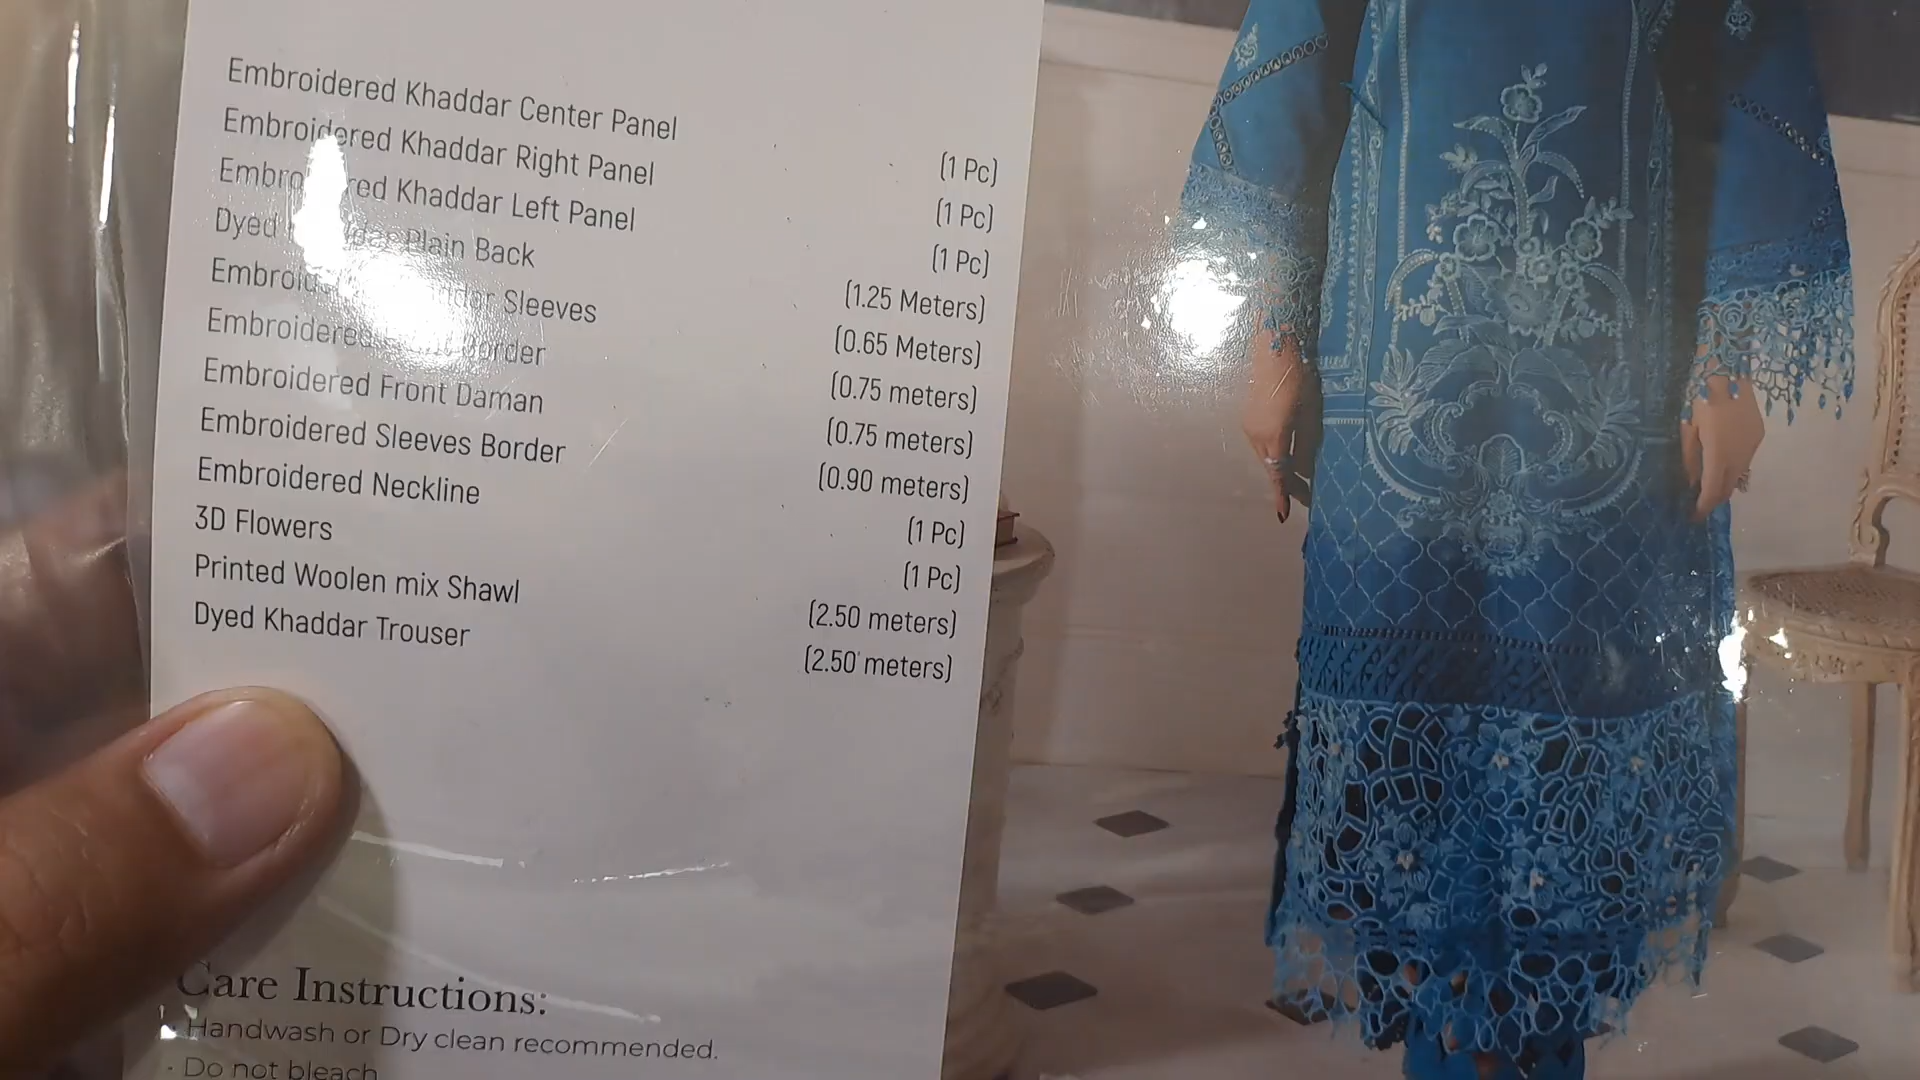 Embroidered Khaddar Center Panel (1 Pc)
Embroidered Khaddar Right Panel (1 Pc)
Embroidered Khaddar Left Panel (1 Pc)
Dyed Plain Back (1.25 Meters)
Sleeves (0.65 Meters)
Embroidered Border (0.75 meters)
Embroidered Front Daman (0.75 meters)
Embroidered Sleeves Border (0.90 meters)
Embroidered Neckline (1 Pc)
3D Flowers (1 Pc)
Printed Woolen mix Shawl (2.50 meters)
Dyed Khaddar Trouser (2.50 meters)
Care Instructions:
- Handwash or Dry clean recommended.
- Do not bleach